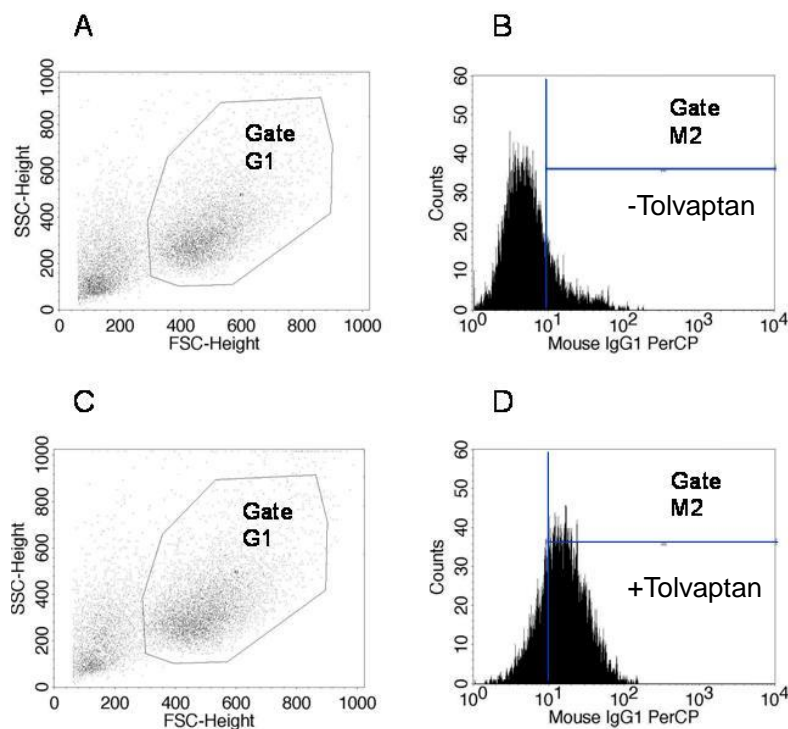 A
1000
800
600
400
200
0
SSC-Height
Gate
G1
0 200 400 600 800 1000
FSC-Height
B
60
50
40
30
20
10
0
Counts
Gate
M2
-Tolvaptan
10^0 10^1 10^2 10^3 10^4
Mouse IgG1 PerCP
C
1000
800
600
400
200
0
SSC-Height
Gate
G1
0 200 400 600 800 1000
FSC-Height
D
60
50
40
30
20
10
0
Counts
Gate
M2
+Tolvaptan
10^0 10^1 10^2 10^3 10^4
Mouse IgG1 PerCP